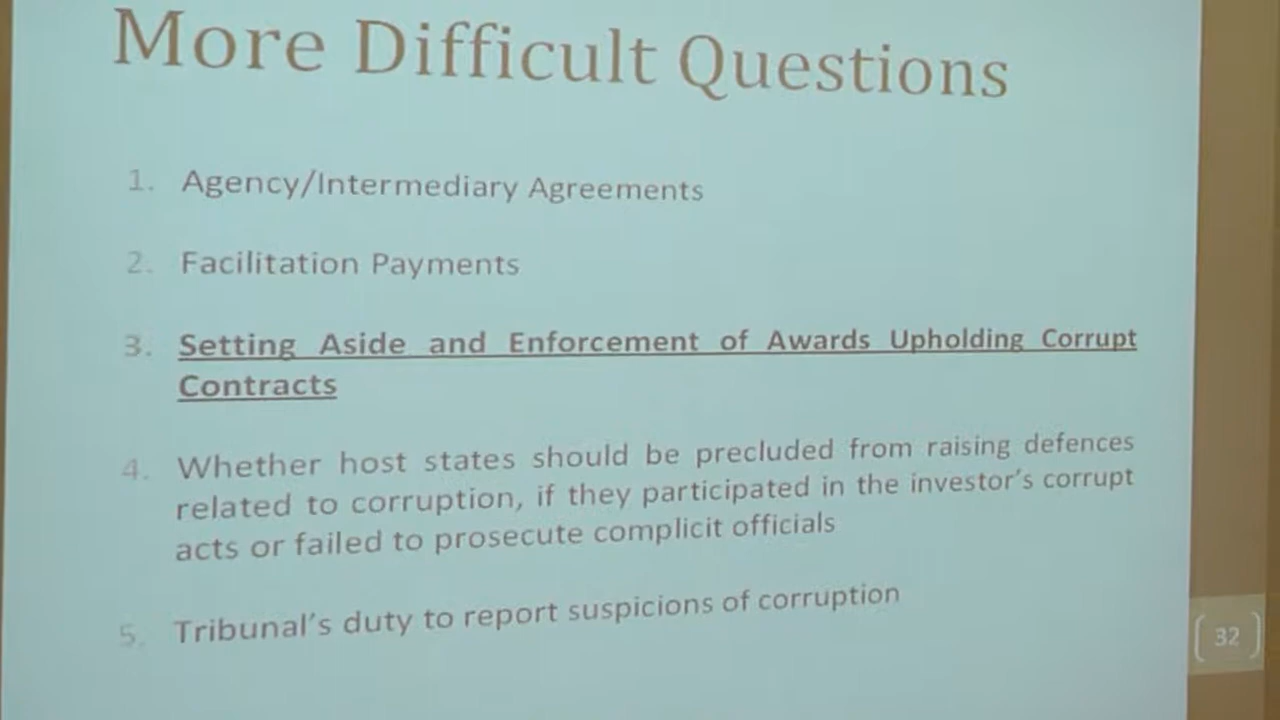 More Difficult Questions
1. Agency/Intermediary Agreements
2. Facilitation Payments
3. Setting Aside and Enforcement of Awards Upholding Corrupt
Contracts
4. Whether host states should be precluded from raising defences
related to corruption, if they participated in the investor's corrupt
acts or failed to prosecute complicit officials
5. Tribunal's duty to report suspicions of corruption
32